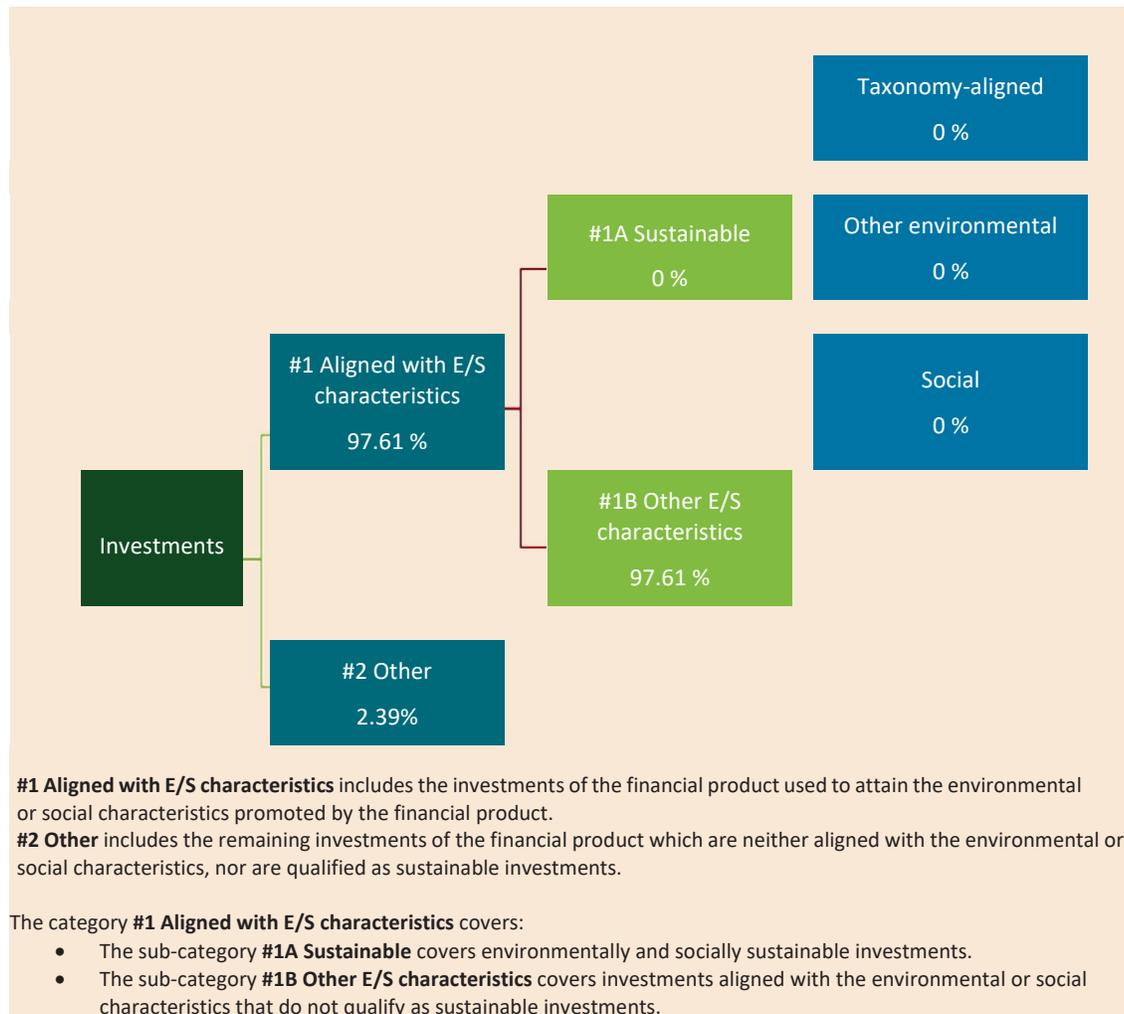 Taxonomy-aligned
0 %
#1A Sustainable
0 %
Other environmental
0 %
#1 Aligned with E/S
characteristics
97.61 %
Social
0 %
Investments
#1B Other E/S
characteristics
97.61 %
#2 Other
2.39%
#1 Aligned with E/S characteristics includes the investments of the financial product used to attain the environmental
or social characteristics promoted by the financial product.
#2 Other includes the remaining investments of the financial product which are neither aligned with the environmental or
social characteristics, nor are qualified as sustainable investments.
The category #1 Aligned with E/S characteristics covers:
• The sub-category #1A Sustainable covers environmentally and socially sustainable investments.
• The sub-category #1B Other E/S characteristics covers investments aligned with the environmental or social
characteristics that do not qualify as sustainable investments.